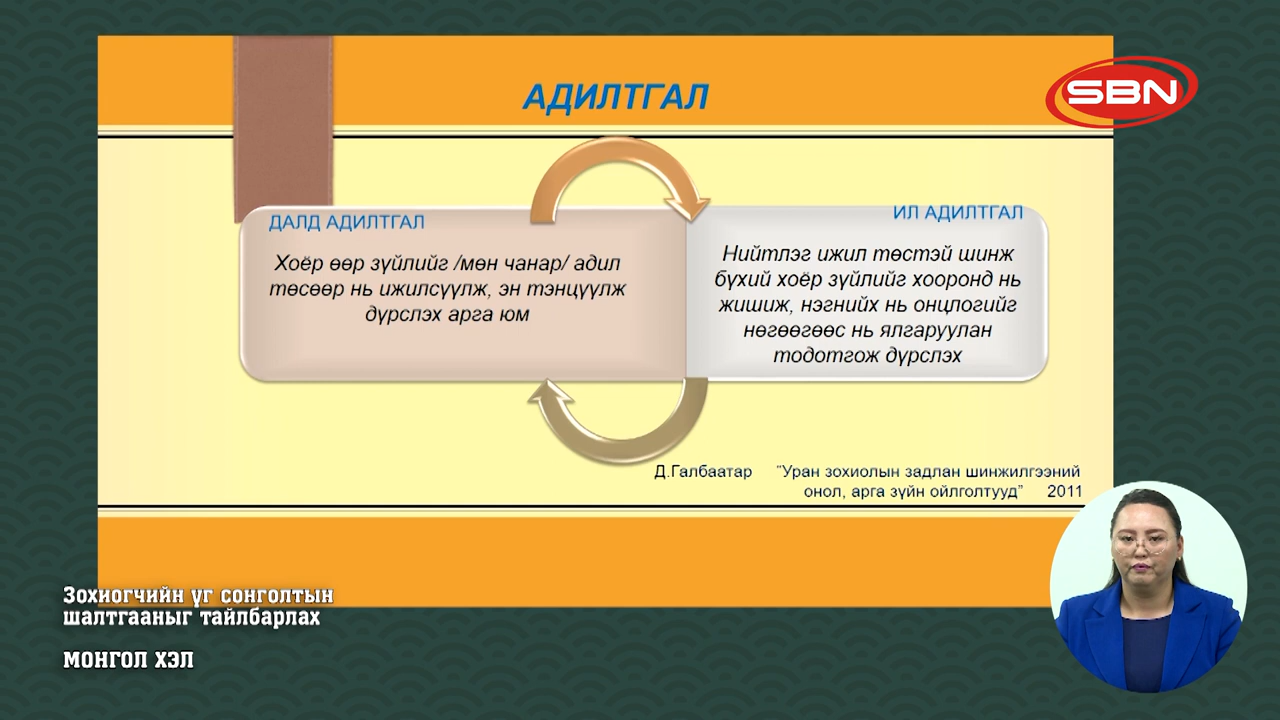 АДИЛТГАЛ
SBN
ДАЛД АДИЛТГАЛ
Хоёр өөр зүйлийг /мөн чанар/ адил
төсөөр нь ижилсүүлж, эн тэнцүүлж
дүрслэх арга юм
ИЛ АДИЛТГАЛ
Нийтлэг ижил төстэй шинж
бүхий хоёр зүйлийг хооронд нь
жишиж, нэгнийх нь онцлогийг
нөгөөгөөс нь ялгаруулан
тодотгож дүрслэх
Д.Галбаатар "Уран зохиолын задлан шинжилгээний
онол, арга зүйн ойлголтууд" 2011
Зохиогчийн үг сонголтын
шалтгааныг тайлбарлах
МОНГОЛ ХЭЛ